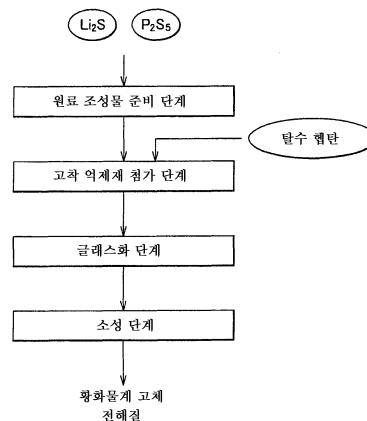 Li₂S P₂S₅
원료 조성물 준비 단계
탈수 헵탄
고착 억제재 첨가 단계
글래스화 단계
소성 단계
황화물계 고체
전해질